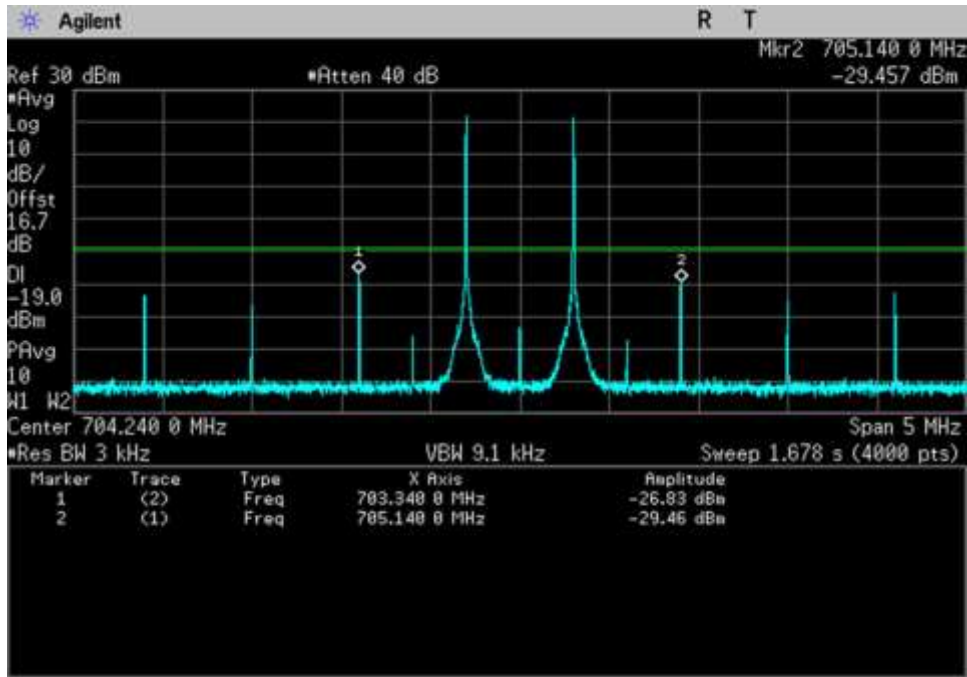 Agilent R T
Mkr2 705.140 0 MHz
Ref 30 dBm *Atten 40 dB -29.457 dBm
*Avg
Log
10
dB/
Offst
16.7
dB
DI
-19.0
dBm
PAvg
10
W1 W2
1
2
Center 704.240 0 MHz Span 5 MHz
*Res BW 3 kHz VBW 9.1 kHz Sweep 1.678 s (4000 pts)
Marker Trace Type X Axis Amplitude
1 (2) Freq 703.340 0 MHz -26.83 dBm
2 (1) Freq 705.140 0 MHz -29.46 dBm